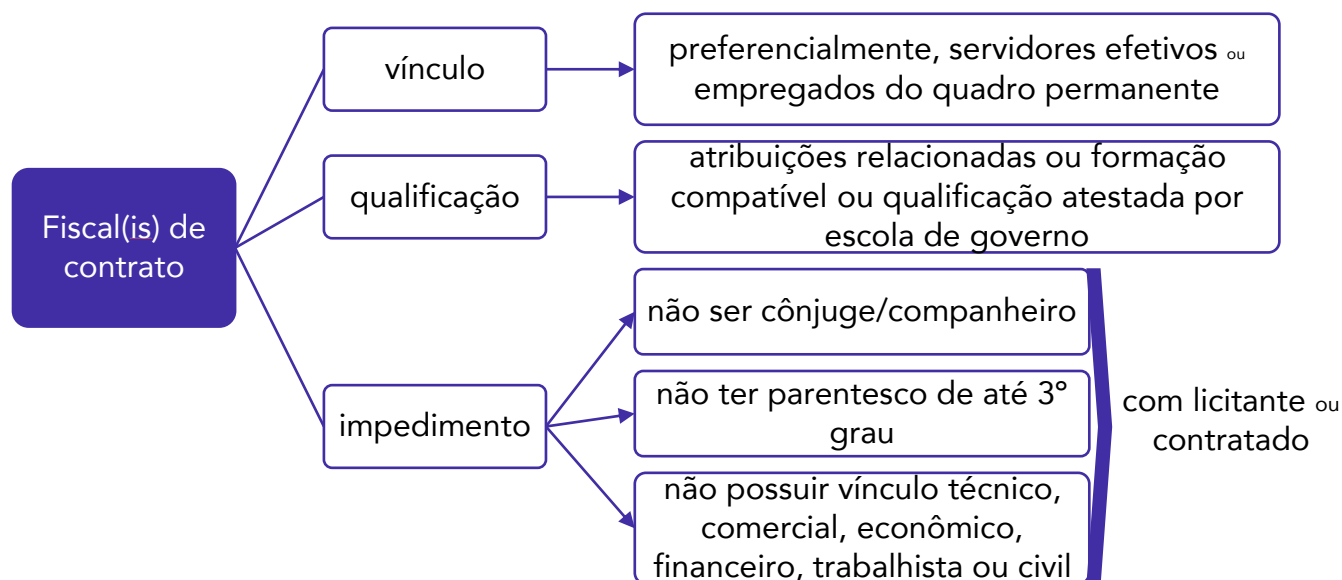 Fiscal(is) de
contrato
vínculo
preferencialmente, servidores efetivos ou
empregados do quadro permanente
qualificação
atribuições relacionadas ou formação
compatível ou qualificação atestada por
escola de governo
impedimento
não ser cônjuge/companheiro
não ter parentesco de até 3º
grau
não possuir vínculo técnico,
comercial, econômico,
financeiro, trabalhista ou civil
com licitante ou
contratado